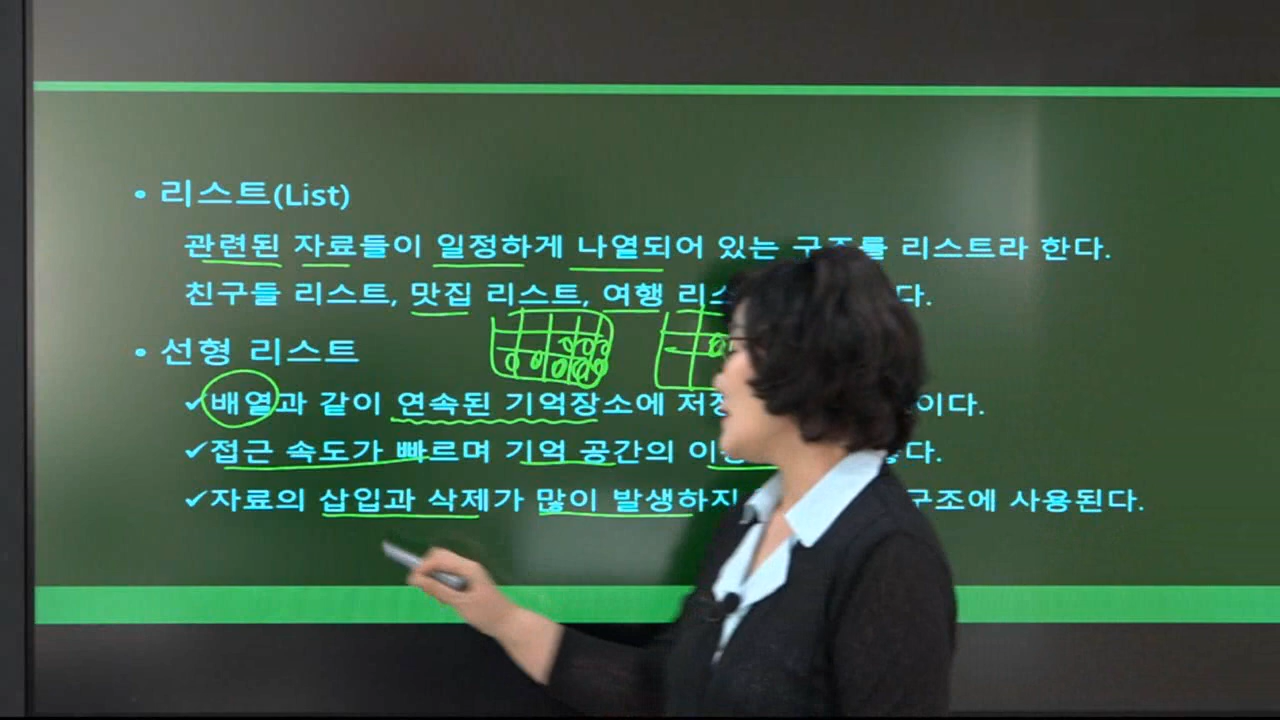 • 리스트(List)
관련된 자료들이 일정하게 나열되어 있는 구조를 리스트라 한다.
친구들 리스트, 맛집 리스트, 여행 다.
• 선형 리스트
✓배열과 같이 연속된 기억장소에 이다.
✓접근 속도가 빠르며 기억 공간의
✓자료의 삽입과 삭제가 많이 발생하지 구조에 사용된다.